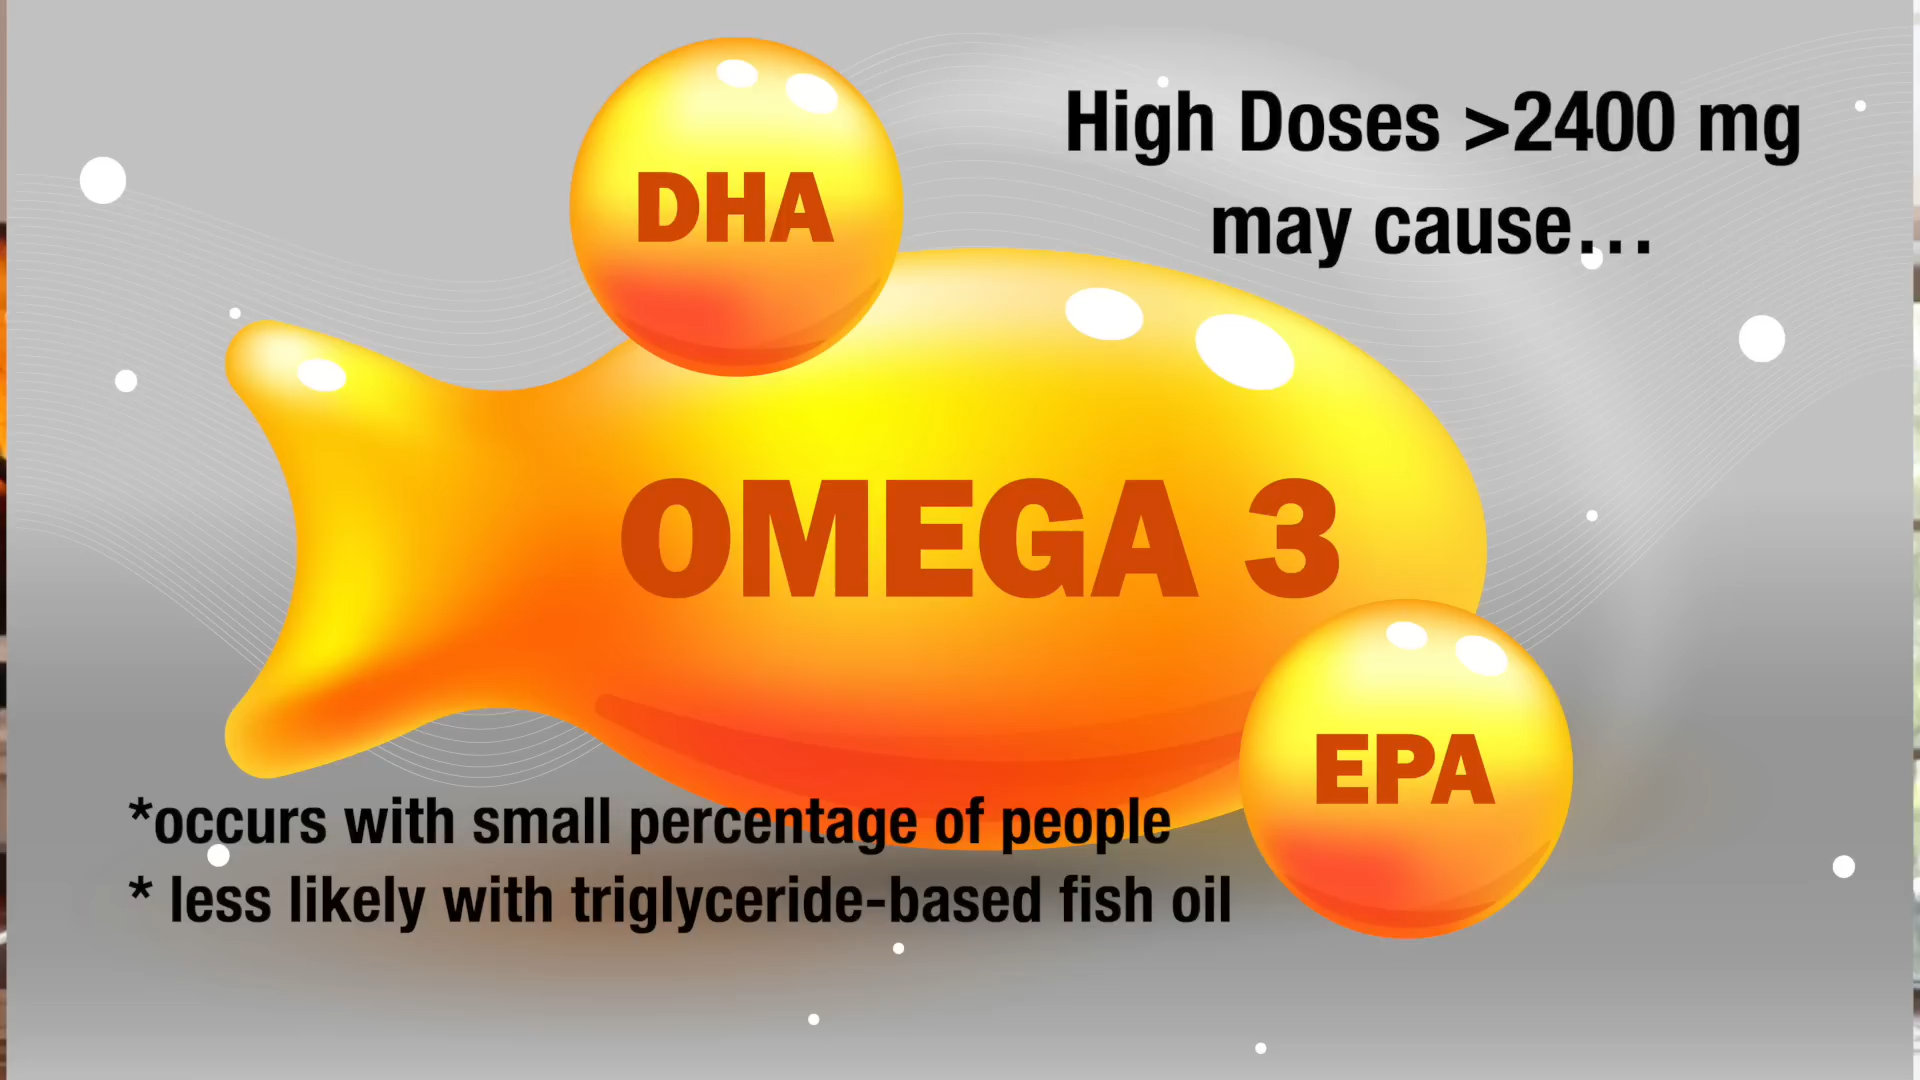 DHA
High Doses >2400 mg
may cause...
OMEGA 3
EPA
*occurs with small percentage of people
* less likely with triglyceride-based fish oil